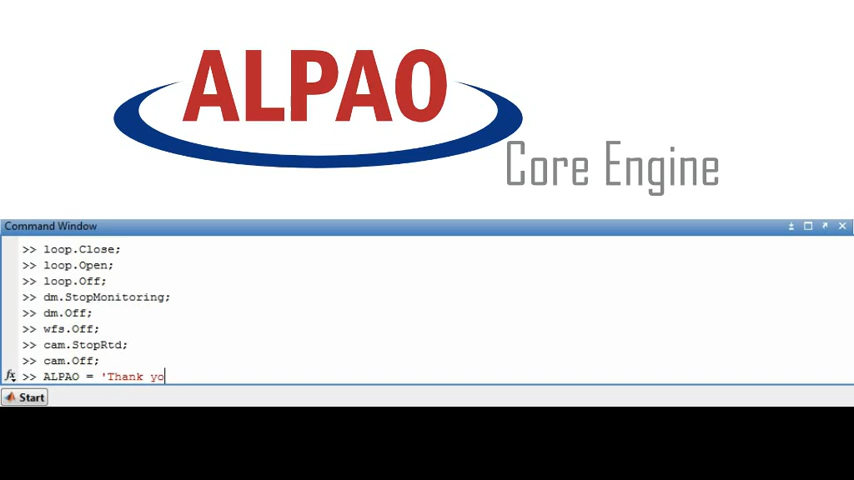 ALPAO
Core Engine
Command Window
>> loop.Close;
>> loop.Open;
>> loop.Off;
>> dm.StopMonitoring;
>> dm.Off;
>> wfs.Off;
>> cam.StopRtd;
>> cam.Off;
fx >> ALPAO = 'Thank yo
Start